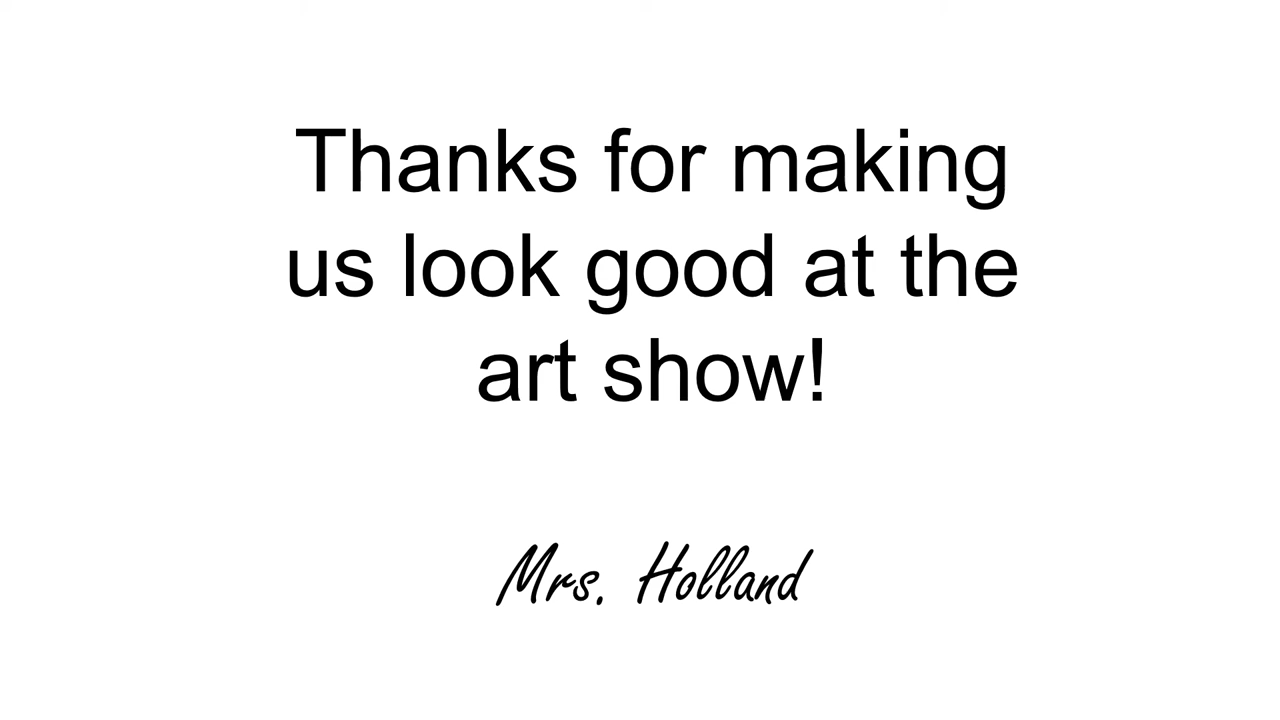 Thanks for making
us look good at the
art show!
Mrs. Holland